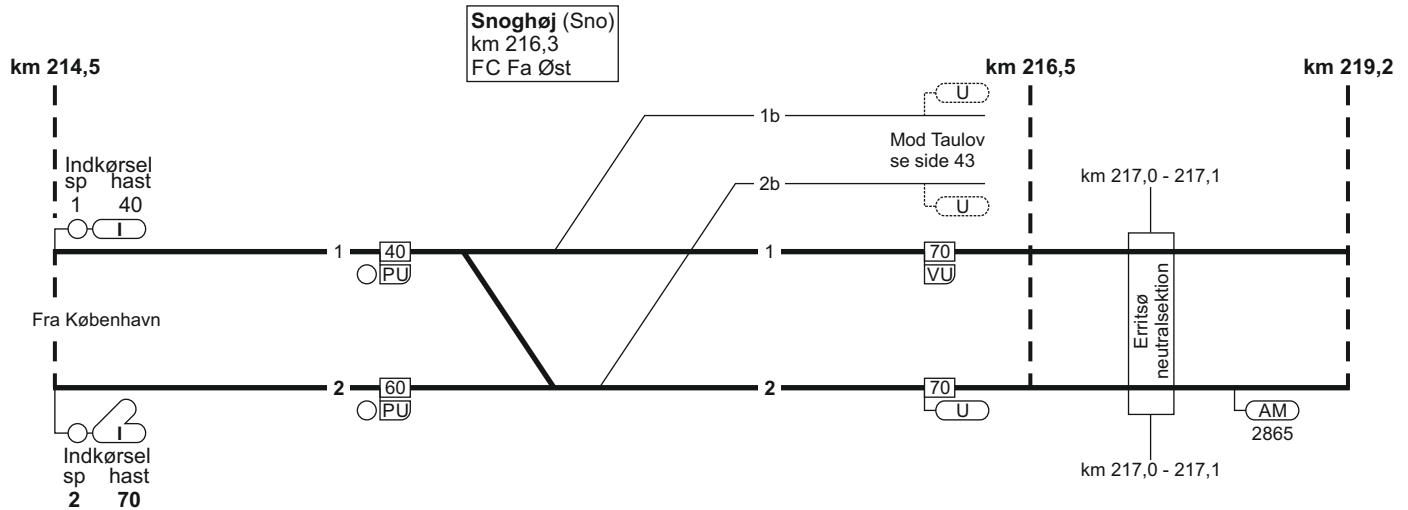 Snoghøj (Sno)
km 216,3
FC Fa Øst
km 214,5
km 216,5
km 219,2
U
1b
Mod Taulov
se side 43
2b
U
Indkørsel
sp hast
1 40
I
km 217,0 - 217,1
1
40
PU
1
70
VU
Fra København
Erritsø
neutralsektion
2
60
PU
2
70
U
AM
2865
I
Indkørsel
sp hast
2 70
km 217,0 - 217,1